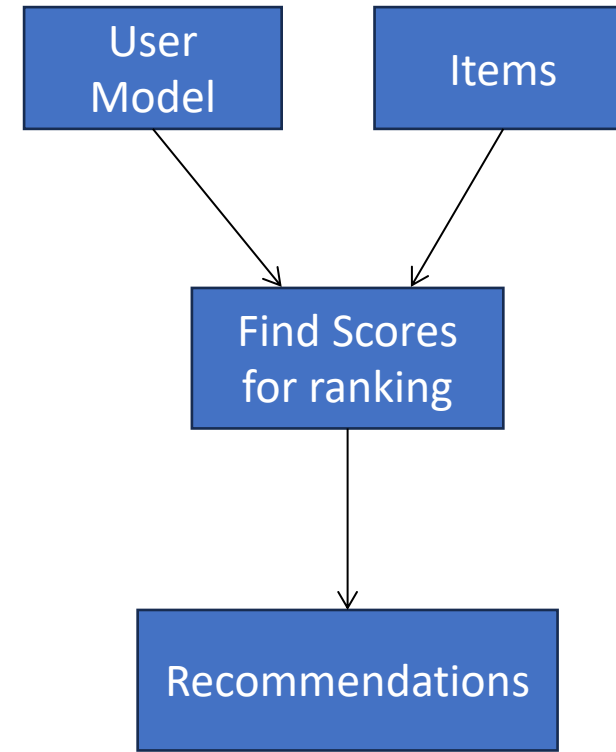 User
Model
Items
Find Scores
for ranking
Recommendations